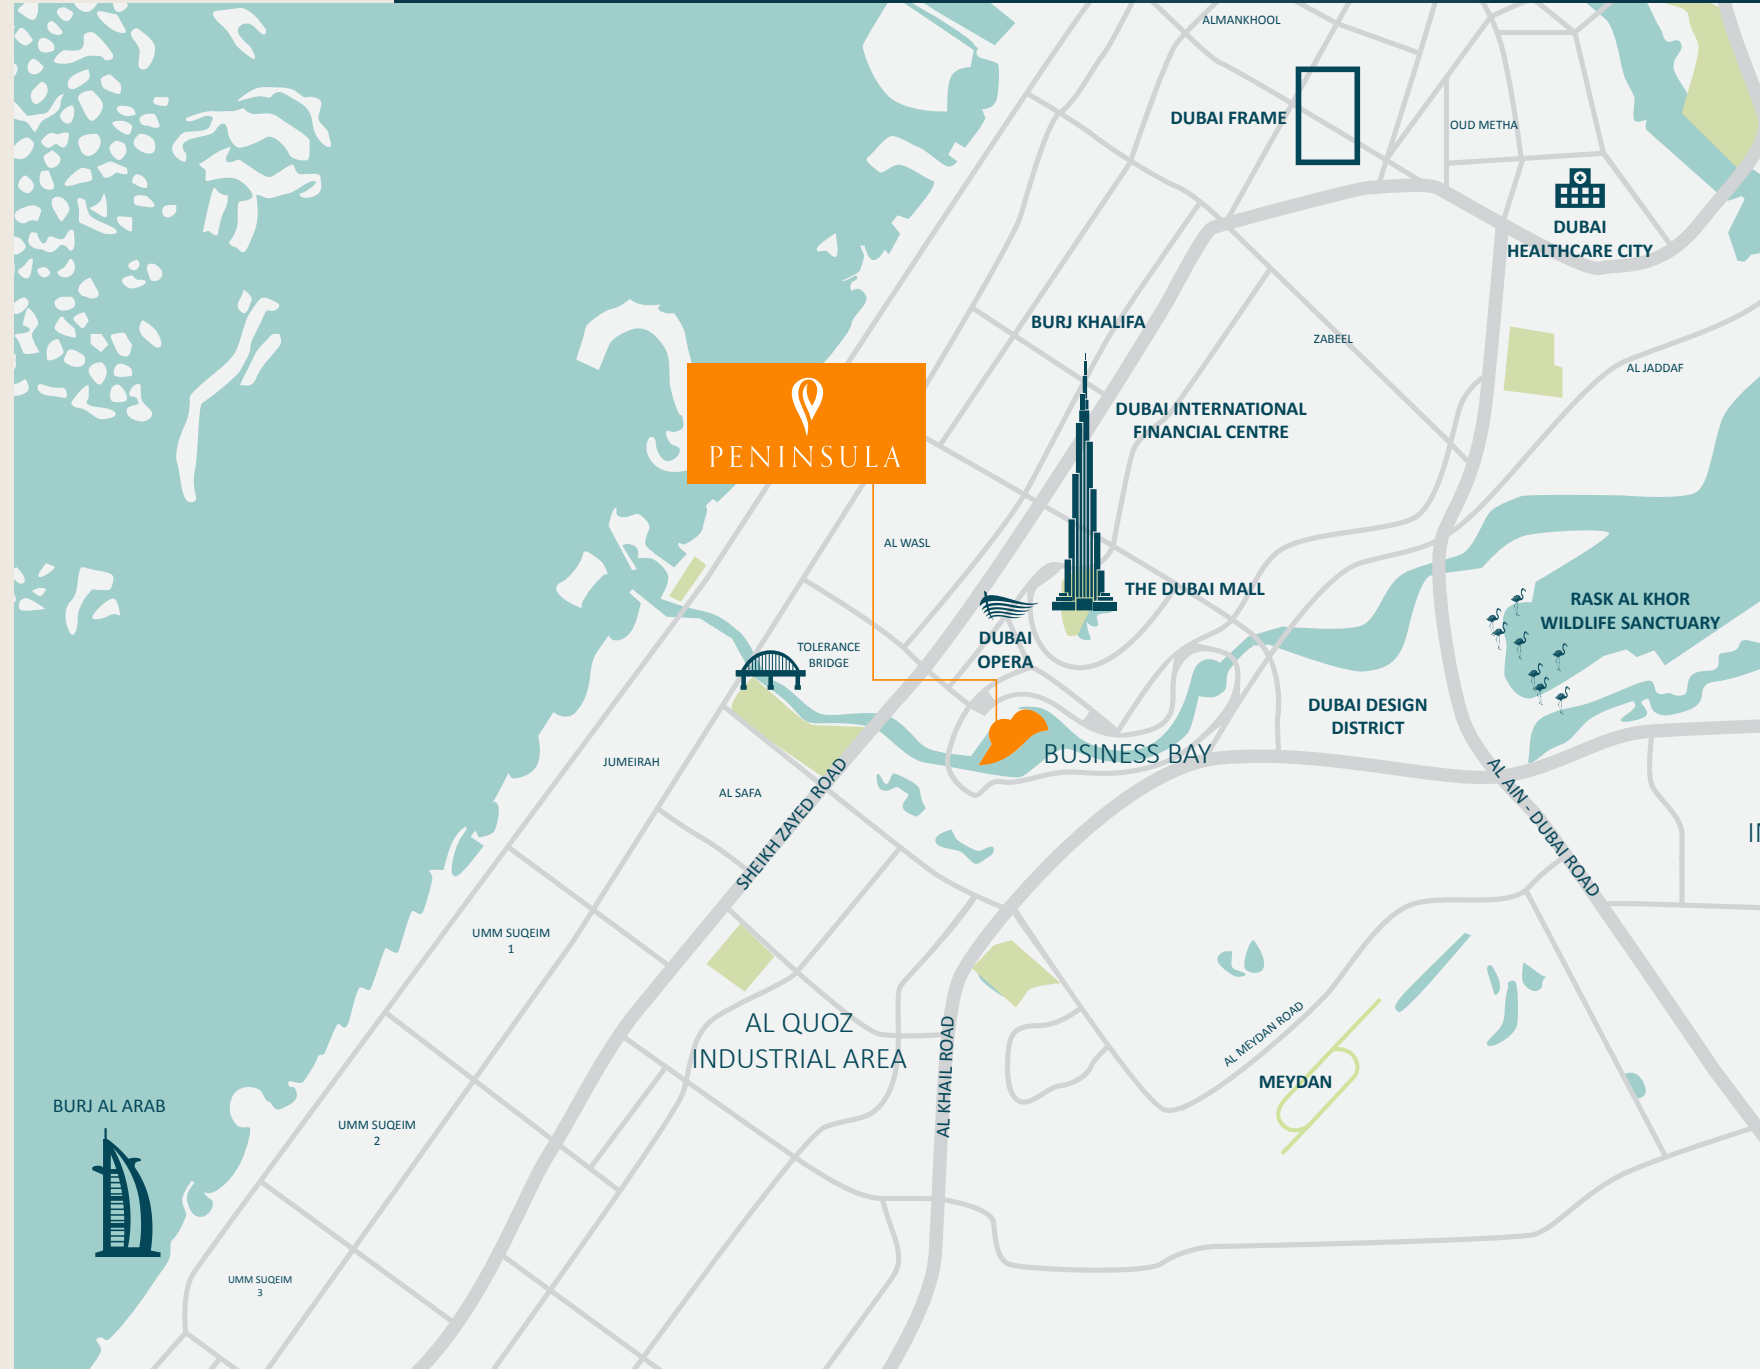 ALMANKHOOL
DUBAI FRAME
OUD METHA
DUBAI
HEALTHCARE CITY
BURJ KHALIFA
ZABEEL
AL JADDAF
PENINSULA
DUBAI INTERNATIONAL
FINANCIAL CENTRE
AL WASL
THE DUBAI MALL
RASK AL KHOR
WILDLIFE SANCTUARY
DUBAI
OPERA
TOLERANCE
BRIDGE
DUBAI DESIGN
DISTRICT
BUSINESS BAY
JUMEIRAH
AL SAFA
SHEIKH ZAYED ROAD
AL AIN - DUBAI ROAD
UMM SUQEIM
1
AL QUOZ
INDUSTRIAL AREA
AL KHAIL ROAD
AL MEYDAN ROAD
MEYDAN
BURJ AL ARAB
UMM SUQEIM
2
UMM SUQEIM
3